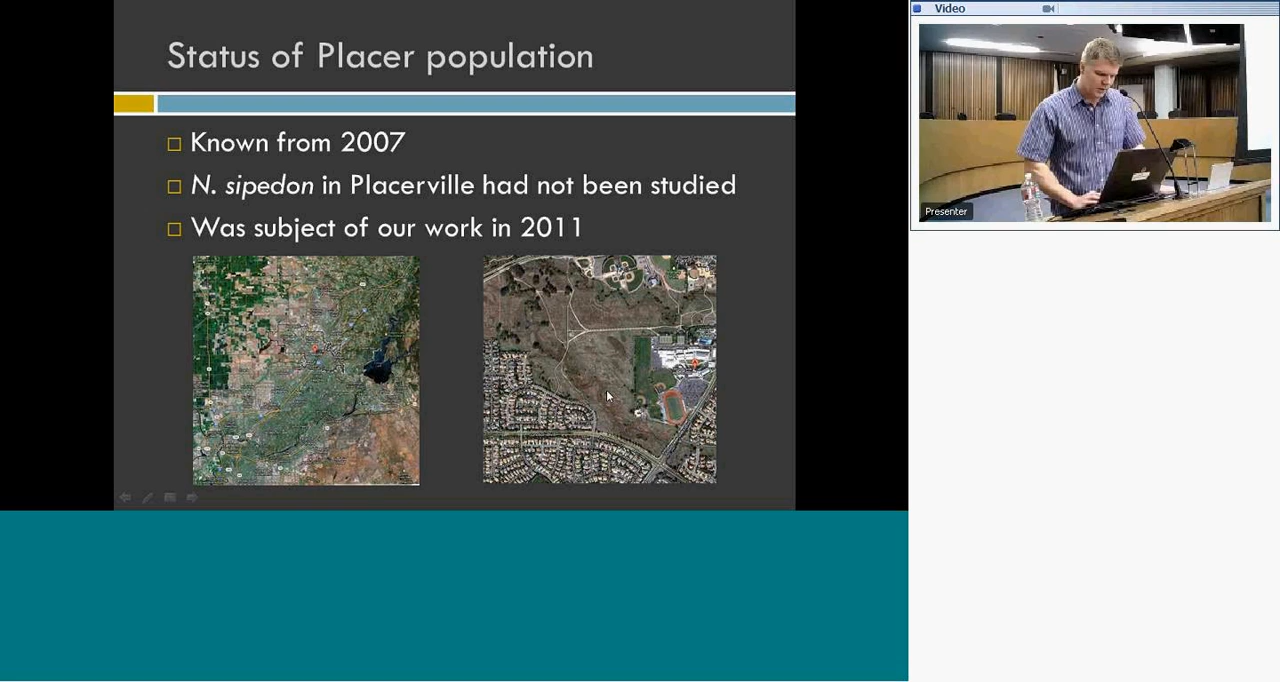 Status of Placer population
Known from 2007
N. sipedon in Placerville had not been studied
Was subject of our work in 2011
Video
Presenter